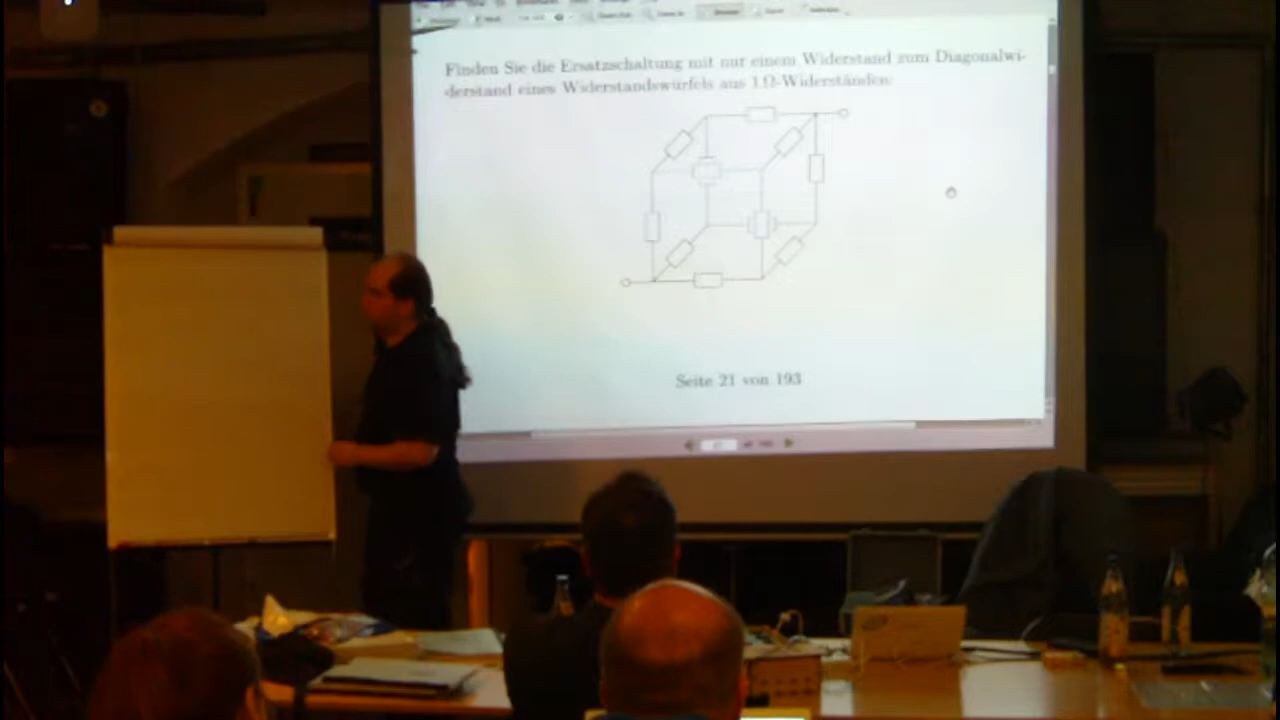 Finden Sie die Ersatzschaltung mit nur einem Widerstand zum Diagonalwi-
derstand eines Widerstandswürfels aus 1Ω-Widerständen:
Seite 21 von 193